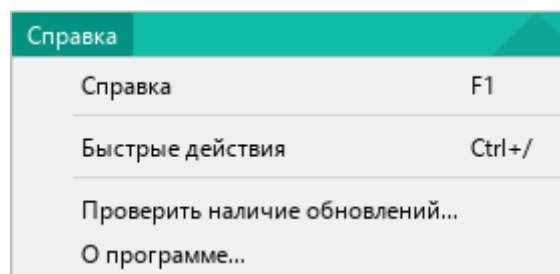 Справка
Справка F1
Быстрые действия Ctrl+/
Проверить наличие обновлений...
О программе...